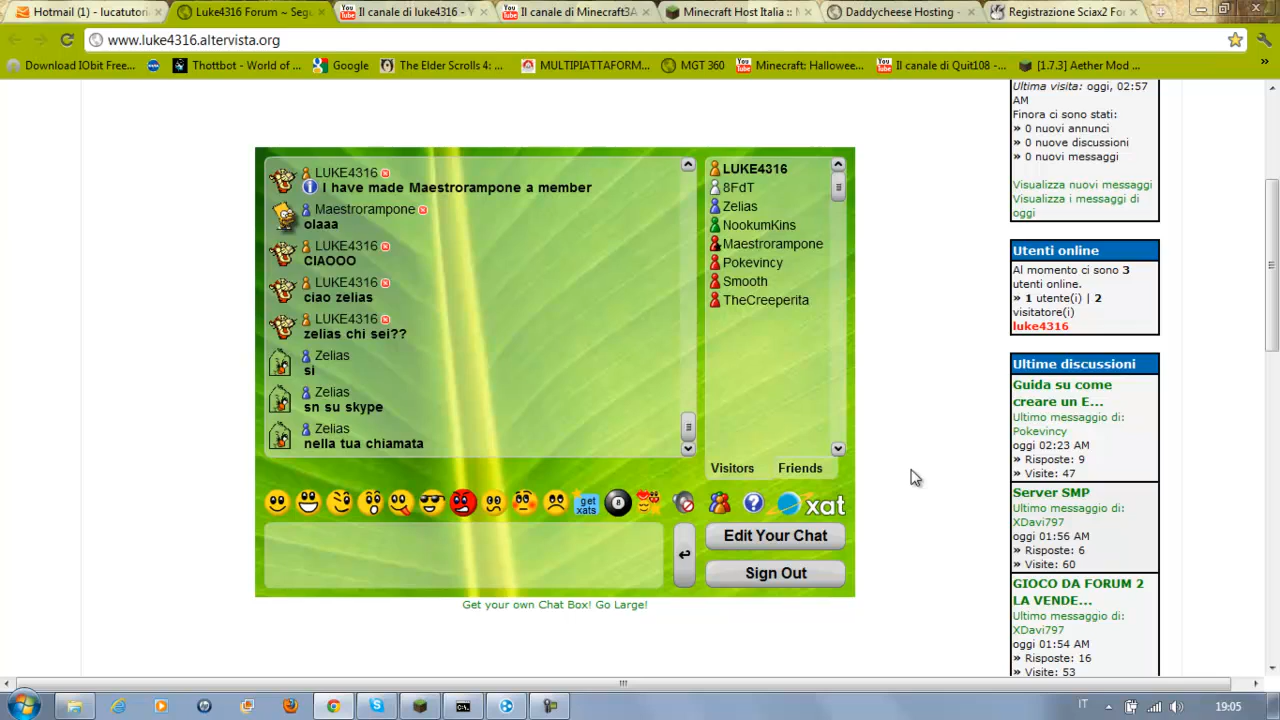 Hotmail (1) - lucatutoria
Luke4316 Forum ~ Segu
Il canale di luke4316 - Y
Il canale di Minecraft3A
Minecraft Host Italia :: M
Daddycheese Hosting -
Registrazione Sciax2 For
www.luke4316.altervista.org
Download IObit Free...
Thottbot - World of ...
Google
The Elder Scrolls 4: ...
MULTIPIATTAFORM...
MGT 360
Minecraft: Hallowee...
Il canale di Quit108 -...
[1.7.3] Aether Mod ...
»
LUKE4316
I have made Maestrorampone a member
Maestrorampone
olaaa
LUKE4316
CIAOOO
LUKE4316
ciao zelias
LUKE4316
zelias chi sei??
Zelias
si
Zelias
sn su skype
Zelias
nella tua chiamata
LUKE4316
8FdT
Zelias
NookumKins
Maestrorampone
Pokevincy
Smooth
TheCreeperita
Visitors Friends
get
xats
8
?
xat
Edit Your Chat
Sign Out
Get your own Chat Box! Go Large!
Ultima visita: oggi, 02:57
AM
Finora ci sono stati:
» 0 nuovi annunci
» 0 nuove discussioni
» 0 nuovi messaggi
Visualizza nuovi messaggi
Visualizza i messaggi di
oggi
Utenti online
Al momento ci sono 3
utenti online.
» 1 utente(i) | 2
visitatore(i)
luke4316
Ultime discussioni
Guida su come
creare un E...
Ultimo messaggio di:
Pokevincy
oggi 02:23 AM
» Risposte: 9
» Visite: 47
Server SMP
Ultimo messaggio di:
XDavi797
oggi 01:56 AM
» Risposte: 6
» Visite: 60
GIOCO DA FORUM 2
LA VENDE...
Ultimo messaggio di:
XDavi797
oggi 01:54 AM
» Risposte: 16
» Visite: 53
IT
19:05